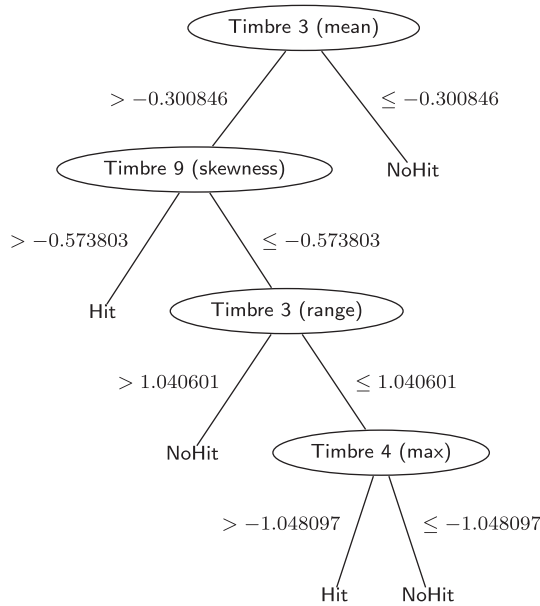 Timbre 3 (mean)
> −0.300846
≤ −0.300846
Timbre 9 (skewness)
NoHit
> −0.573803
≤ −0.573803
Hit
Timbre 3 (range)
> 1.040601
≤ 1.040601
NoHit
Timbre 4 (max)
> −1.048097
≤ −1.048097
Hit
NoHit